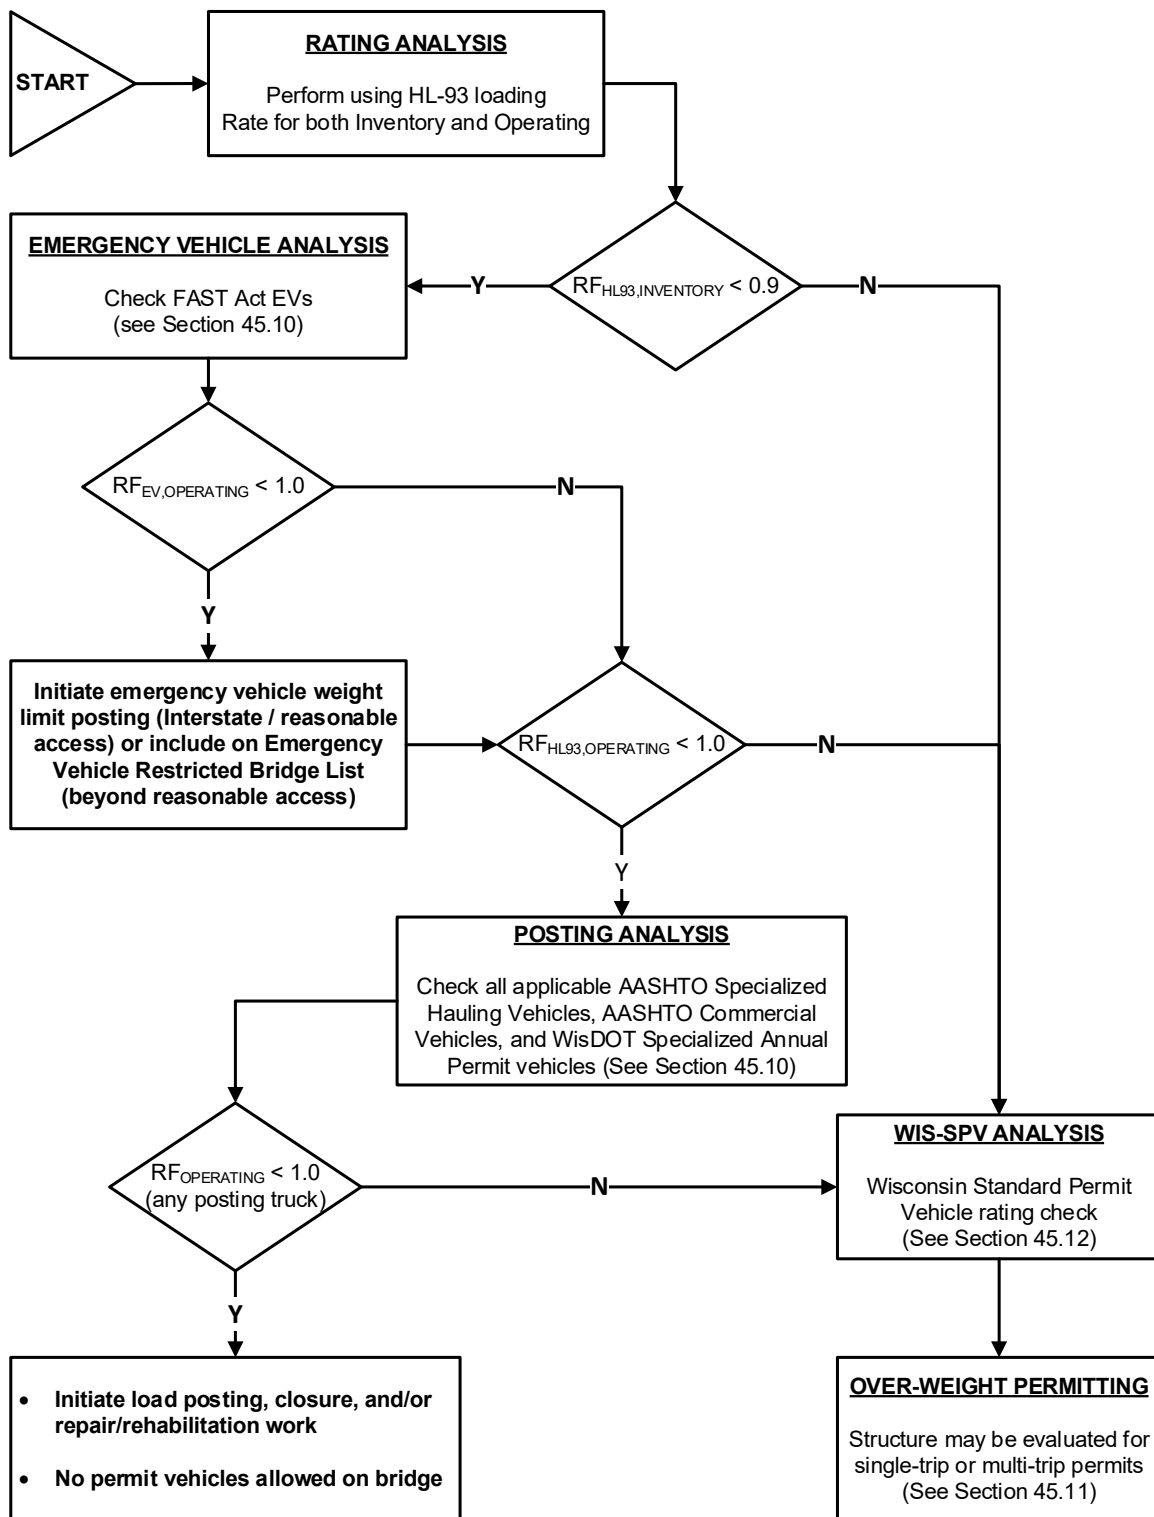 START
RATING ANALYSIS
Perform using HL-93 loading
Rate for both Inventory and Operating
EMERGENCY VEHICLE ANALYSIS
Check FAST Act EVs
(see Section 45.10)
Y
RFHL93,INVENTORY < 0.9
N
RFEV,OPERATING < 1.0
N
Y
Initiate emergency vehicle weight
limit posting (Interstate / reasonable
access) or include on Emergency
Vehicle Restricted Bridge List
(beyond reasonable access)
RFHL93,OPERATING < 1.0
N
Y
POSTING ANALYSIS
Check all applicable AASHTO Specialized
Hauling Vehicles, AASHTO Commercial
Vehicles, and WisDOT Specialized Annual
Permit vehicles (See Section 45.10)
RFOPERATING < 1.0
(any posting truck)
N
WIS-SPV ANALYSIS
Wisconsin Standard Permit
Vehicle rating check
(See Section 45.12)
Y
• Initiate load posting, closure, and/or
repair/rehabilitation work
• No permit vehicles allowed on bridge
OVER-WEIGHT PERMITTING
Structure may be evaluated for
single-trip or multi-trip permits
(See Section 45.11)